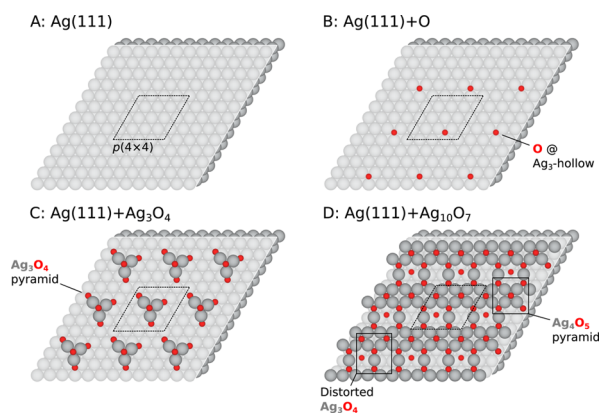 A: Ag(111)
B: Ag(111)+O
p(4×4)
O @
Ag₃-hollow
C: Ag(111)+Ag₃O₄
D: Ag(111)+Ag₁₀O₇
Ag₃O₄
pyramid
Ag₄O₅
pyramid
Distorted
Ag₃O₄